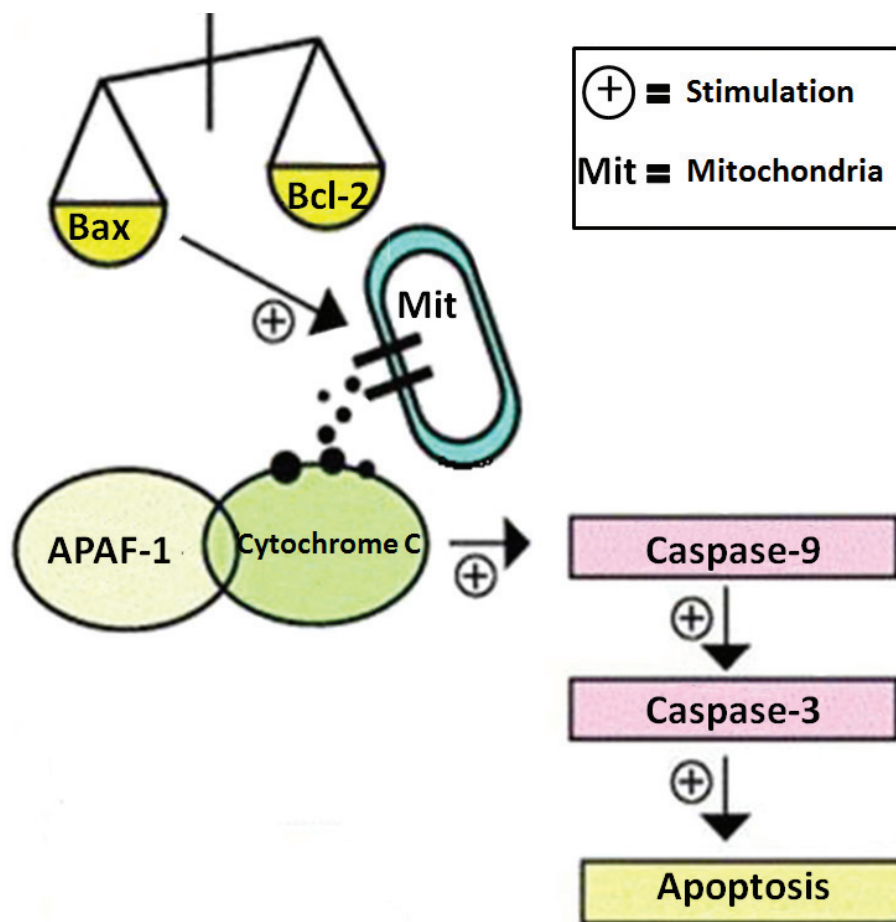 ⊕ = Stimulation
Mit = Mitochondria
Bax
Bcl-2
⊕
Mit
APAF-1
Cytochrome C
⊕
Caspase-9
⊕
Caspase-3
⊕
Apoptosis